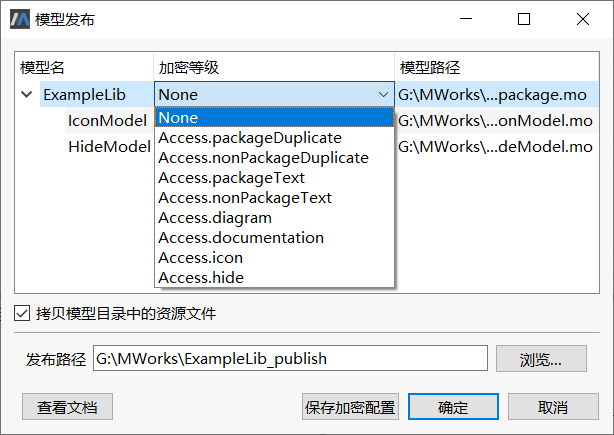 模型发布
模型名 加密等级 模型路径
ExampleLib None G:\MWorks\...package.mo
IconModel None G:\MWorks\...onModel.mo
HideModel Access.packageDuplicate G:\MWorks\...deModel.mo
Access.nonPackageDuplicate
Access.packageText
Access.nonPackageText
Access.diagram
Access.documentation
Access.icon
Access.hide
拷贝模型目录中的资源文件
发布路径 G:\MWorks\ExampleLib_publish 浏览...
查看文档 保存加密配置 确定 取消